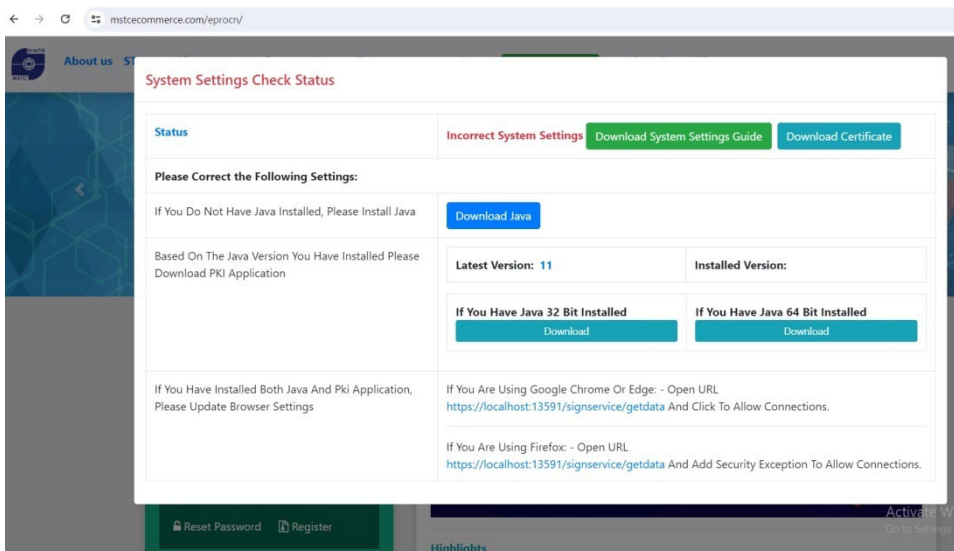 mstcecommerce.com/eprocn/
MSTC
About us ST
System Settings Check Status
Status
Incorrect System Settings Download System Settings Guide Download Certificate
Please Correct the Following Settings:
If You Do Not Have Java Installed, Please Install Java
Download Java
Based On The Java Version You Have Installed Please
Download PKI Application
Latest Version: 11
Installed Version:
If You Have Java 32 Bit Installed
Download
If You Have Java 64 Bit Installed
Download
If You Have Installed Both Java And Pki Application,
Please Update Browser Settings
If You Are Using Google Chrome Or Edge: - Open URL
https://localhost:13591/signservice/getdata And Click To Allow Connections.
If You Are Using Firefox: - Open URL
https://localhost:13591/signservice/getdata And Add Security Exception To Allow Connections.
Reset Password
Register
Highlights
Activate W
Go to Settings